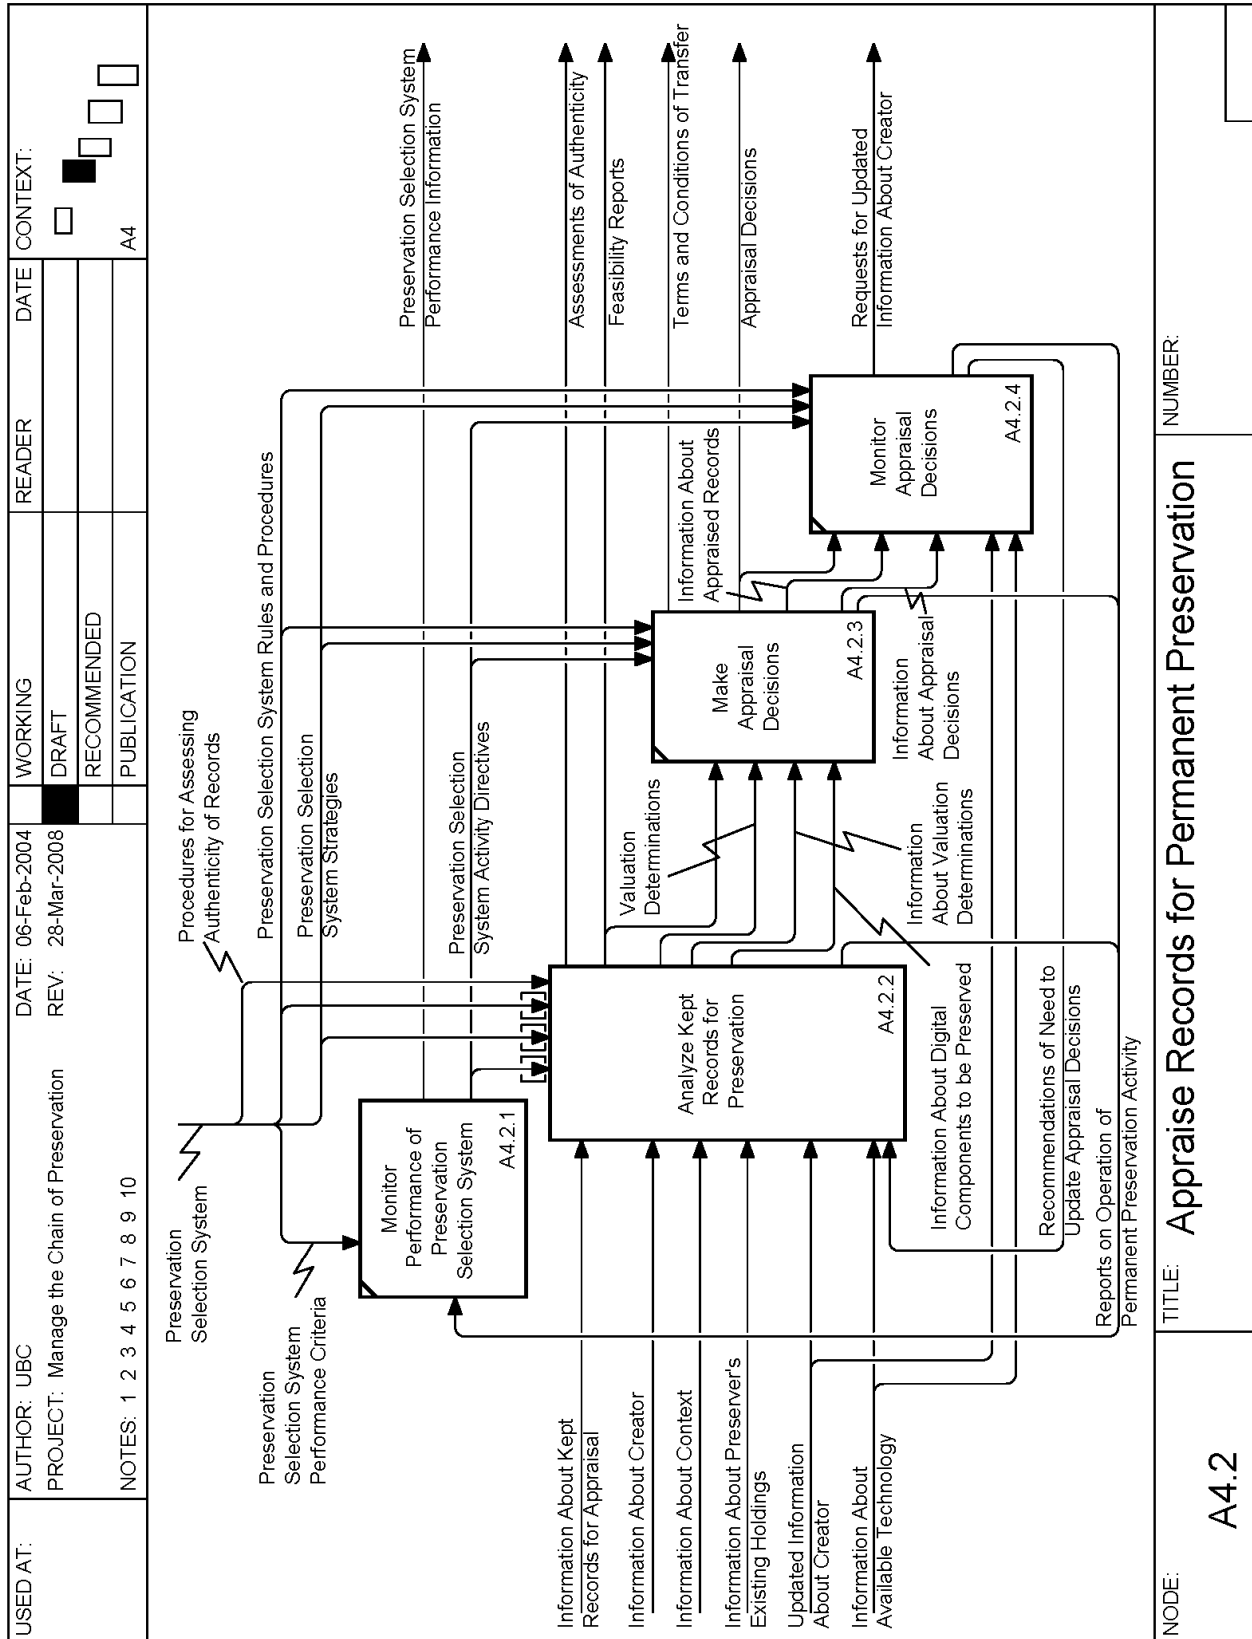 USED AT:
AUTHOR: UBC
DATE: 06-Feb-2004
PROJECT: Manage the Chain of Preservation
REV: 28-Mar-2008
NOTES: 1 2 3 4 5 6 7 8 9 10
WORKING
DRAFT
RECOMMENDED
PUBLICATION
READER
DATE
CONTEXT:
A4
Preservation
Selection System
Procedures for Assessing
Authenticity of Records
Preservation Selection System Rules and Procedures
Preservation Selection
System Strategies
Preservation
Selection System
Performance Criteria
Preservation Selection System
Performance Information
Preservation Selection
System Activity Directives
Monitor
Performance of
Preservation
Selection System
A4.2.1
Information About Kept
Records for Appraisal
Information About Creator
Information About Context
Information About Preserver's
Existing Holdings
Updated Information
About Creator
Information About
Available Technology
Analyze Kept
Records for
Preservation
A4.2.2
Assessments of Authenticity
Feasibility Reports
Valuation
Determinations
Information
About Valuation
Determinations
Information About Digital
Components to be Preserved
Make
Appraisal
Decisions
A4.2.3
Terms and Conditions of Transfer
Appraisal Decisions
Information About
Appraised Records
Information
About Appraisal
Decisions
Monitor
Appraisal
Decisions
A4.2.4
Requests for Updated
Information About Creator
Recommendations of Need to
Update Appraisal Decisions
Reports on Operation of
Permanent Preservation Activity
NODE:
A4.2
TITLE:
Appraise Records for Permanent Preservation
NUMBER: